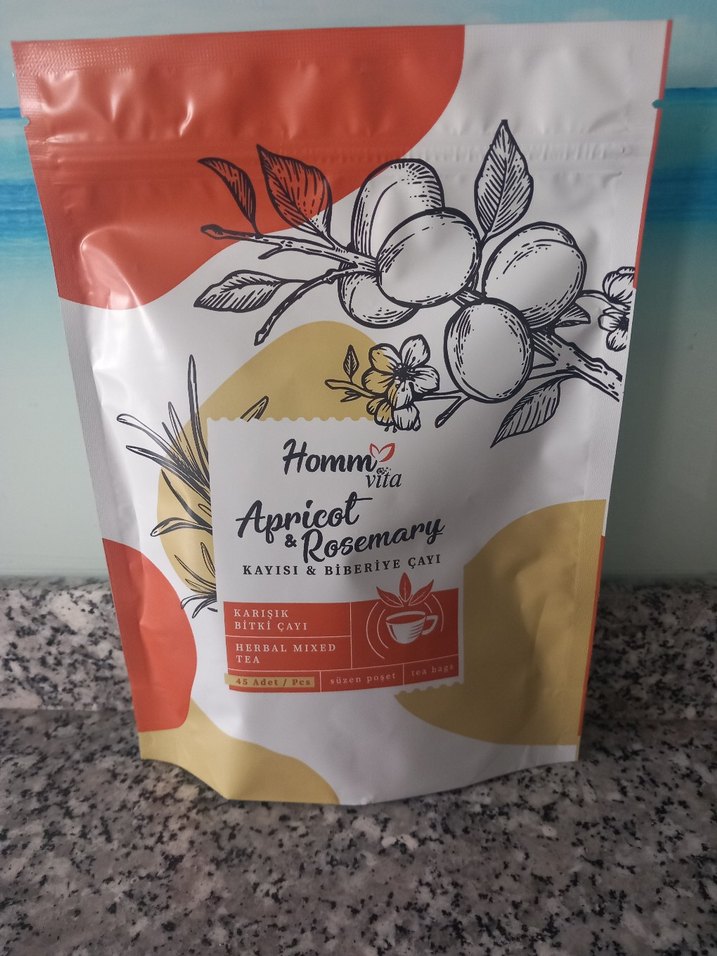 Homm
vita
Apricot
& Rosemary
KAYISI & BİBERİYE ÇAYI
KARIŞIK
BİTKİ ÇAYI
HERBAL MIXED
TEA
45 Adet / Pcs
süzen poşet
tea bags